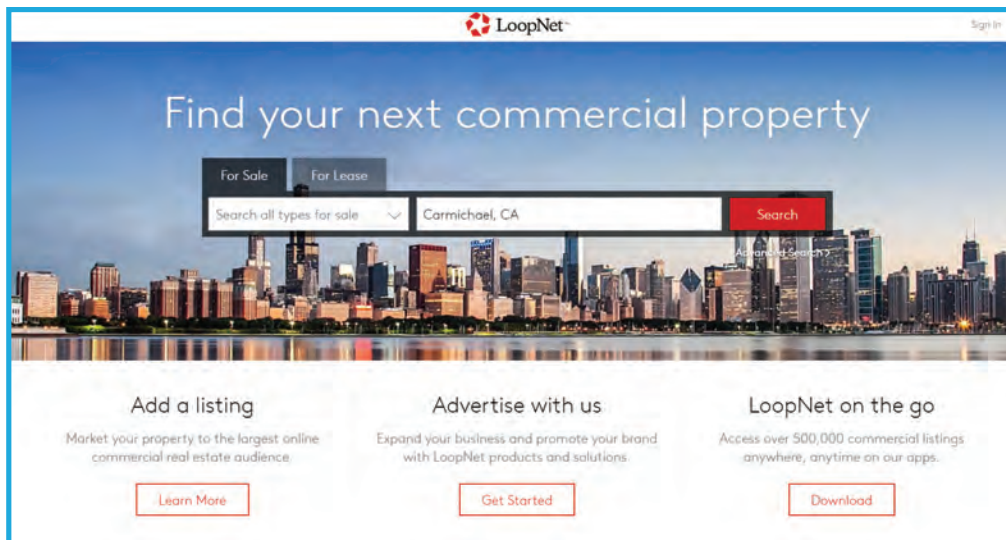 LoopNet™
Sign In
Find your next commercial property
For Sale
For Lease
Search all types for sale
Carmichael, CA
Search
Advanced Search >
Add a listing
Advertise with us
LoopNet on the go
Market your property to the largest online
commercial real estate audience
Expand your business and promote your brand
with LoopNet products and solutions
Access over 500,000 commercial listings
anywhere, anytime on our apps.
Learn More
Get Started
Download